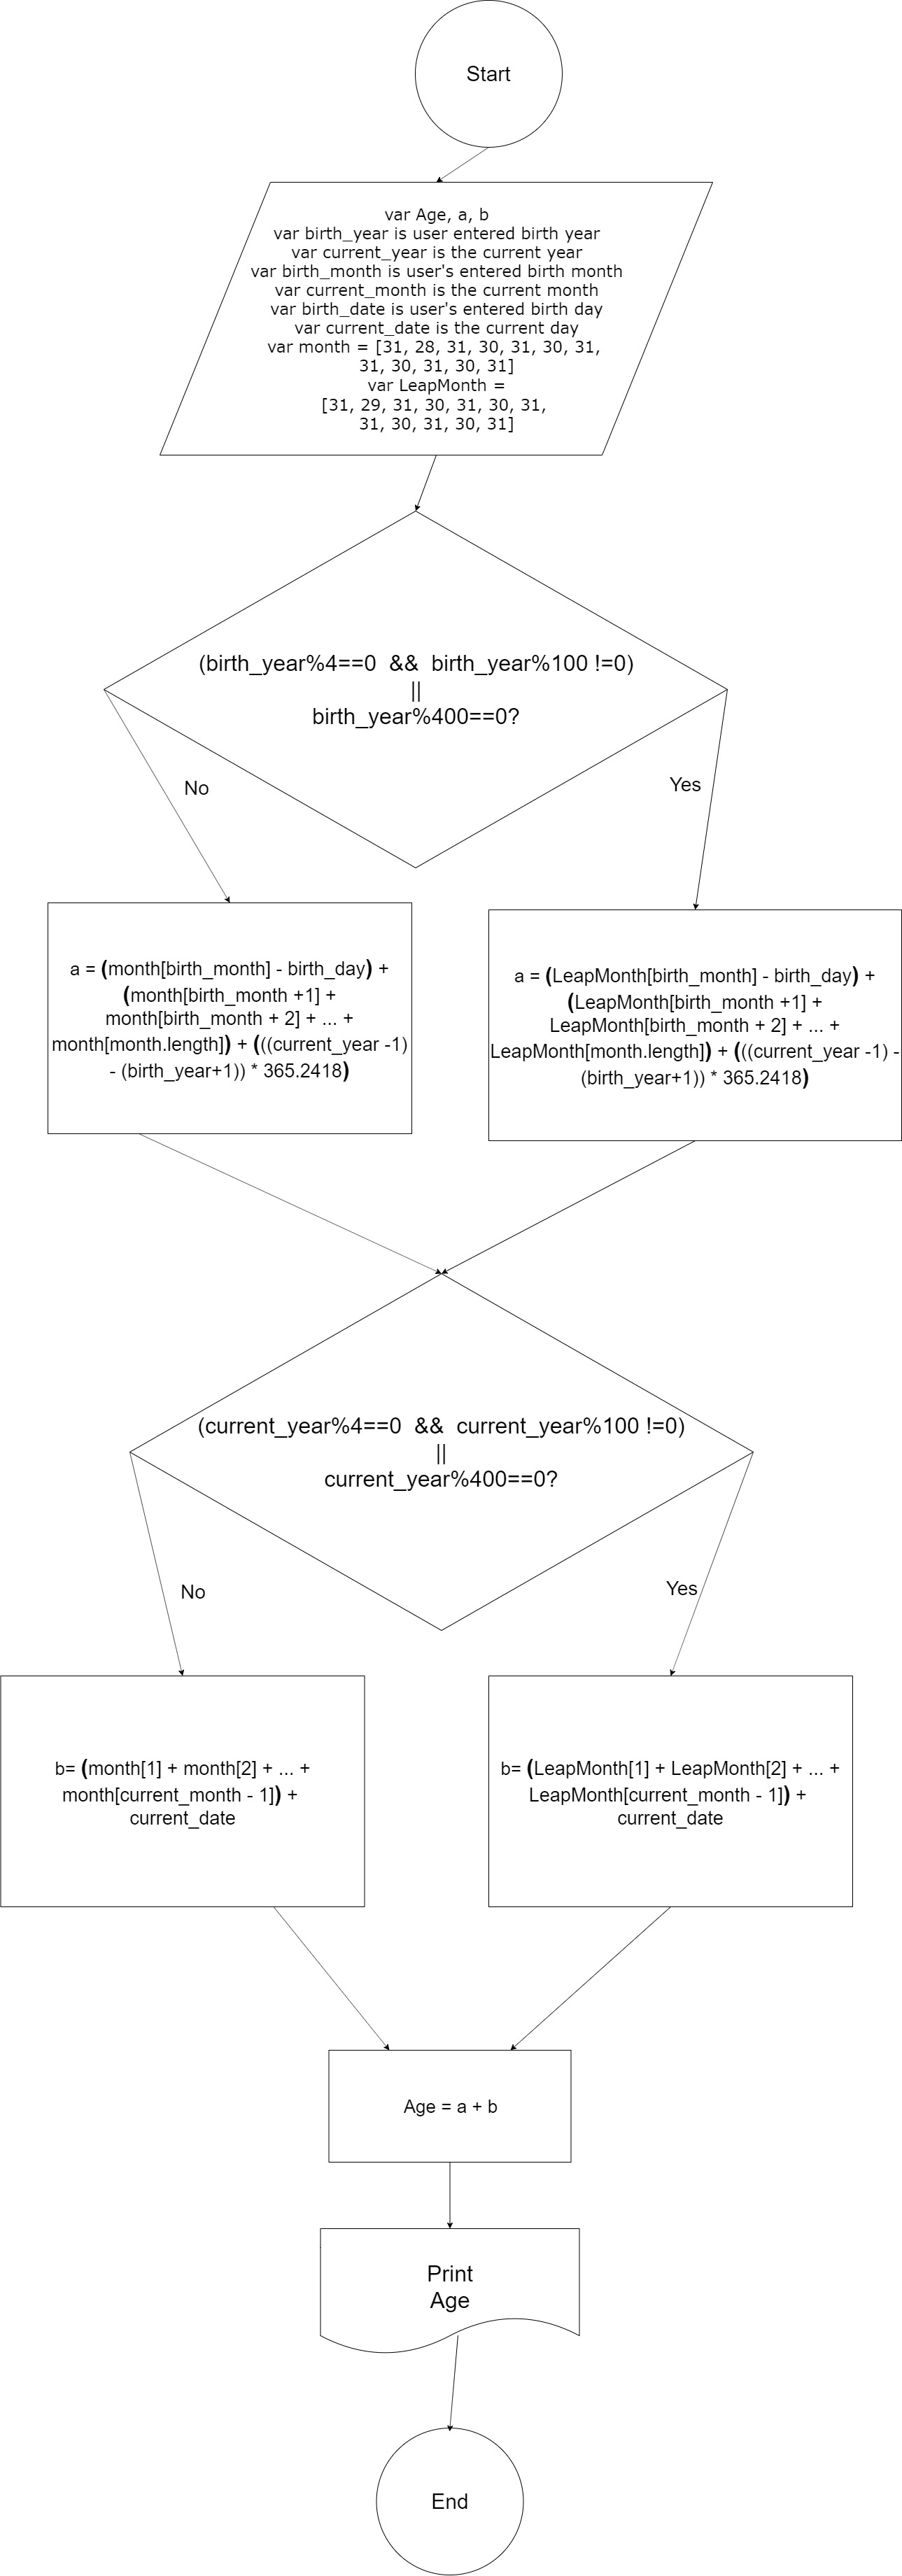 Start
var Age, a, b
var birth_year is user entered birth year
var current_year is the current year
var birth_month is user's entered birth month
var current_month is the current month
var birth_date is user's entered birth day
var current_date is the current day
var month = [31, 28, 31, 30, 31, 30, 31,
31, 30, 31, 30, 31]
var LeapMonth =
[31, 29, 31, 30, 31, 30, 31,
31, 30, 31, 30, 31]
(birth_year%4==0 && birth_year%100 !=0)
||
birth_year%400==0?
No
Yes
a = (month[birth_month] - birth_day) +
(month[birth_month +1] +
month[birth_month + 2] + ... +
month[month.length]) + (((current_year -1)
- (birth_year+1)) * 365.2418)
a = (LeapMonth[birth_month] - birth_day) +
(LeapMonth[birth_month +1] +
LeapMonth[birth_month + 2] + ... +
LeapMonth[month.length]) + (((current_year -1) -
(birth_year+1)) * 365.2418)
(current_year%4==0 && current_year%100 !=0)
||
current_year%400==0?
No
Yes
b= (month[1] + month[2] + ... +
month[current_month - 1]) +
current_date
b= (LeapMonth[1] + LeapMonth[2] + ... +
LeapMonth[current_month - 1]) +
current_date
Age = a + b
Print
Age
End